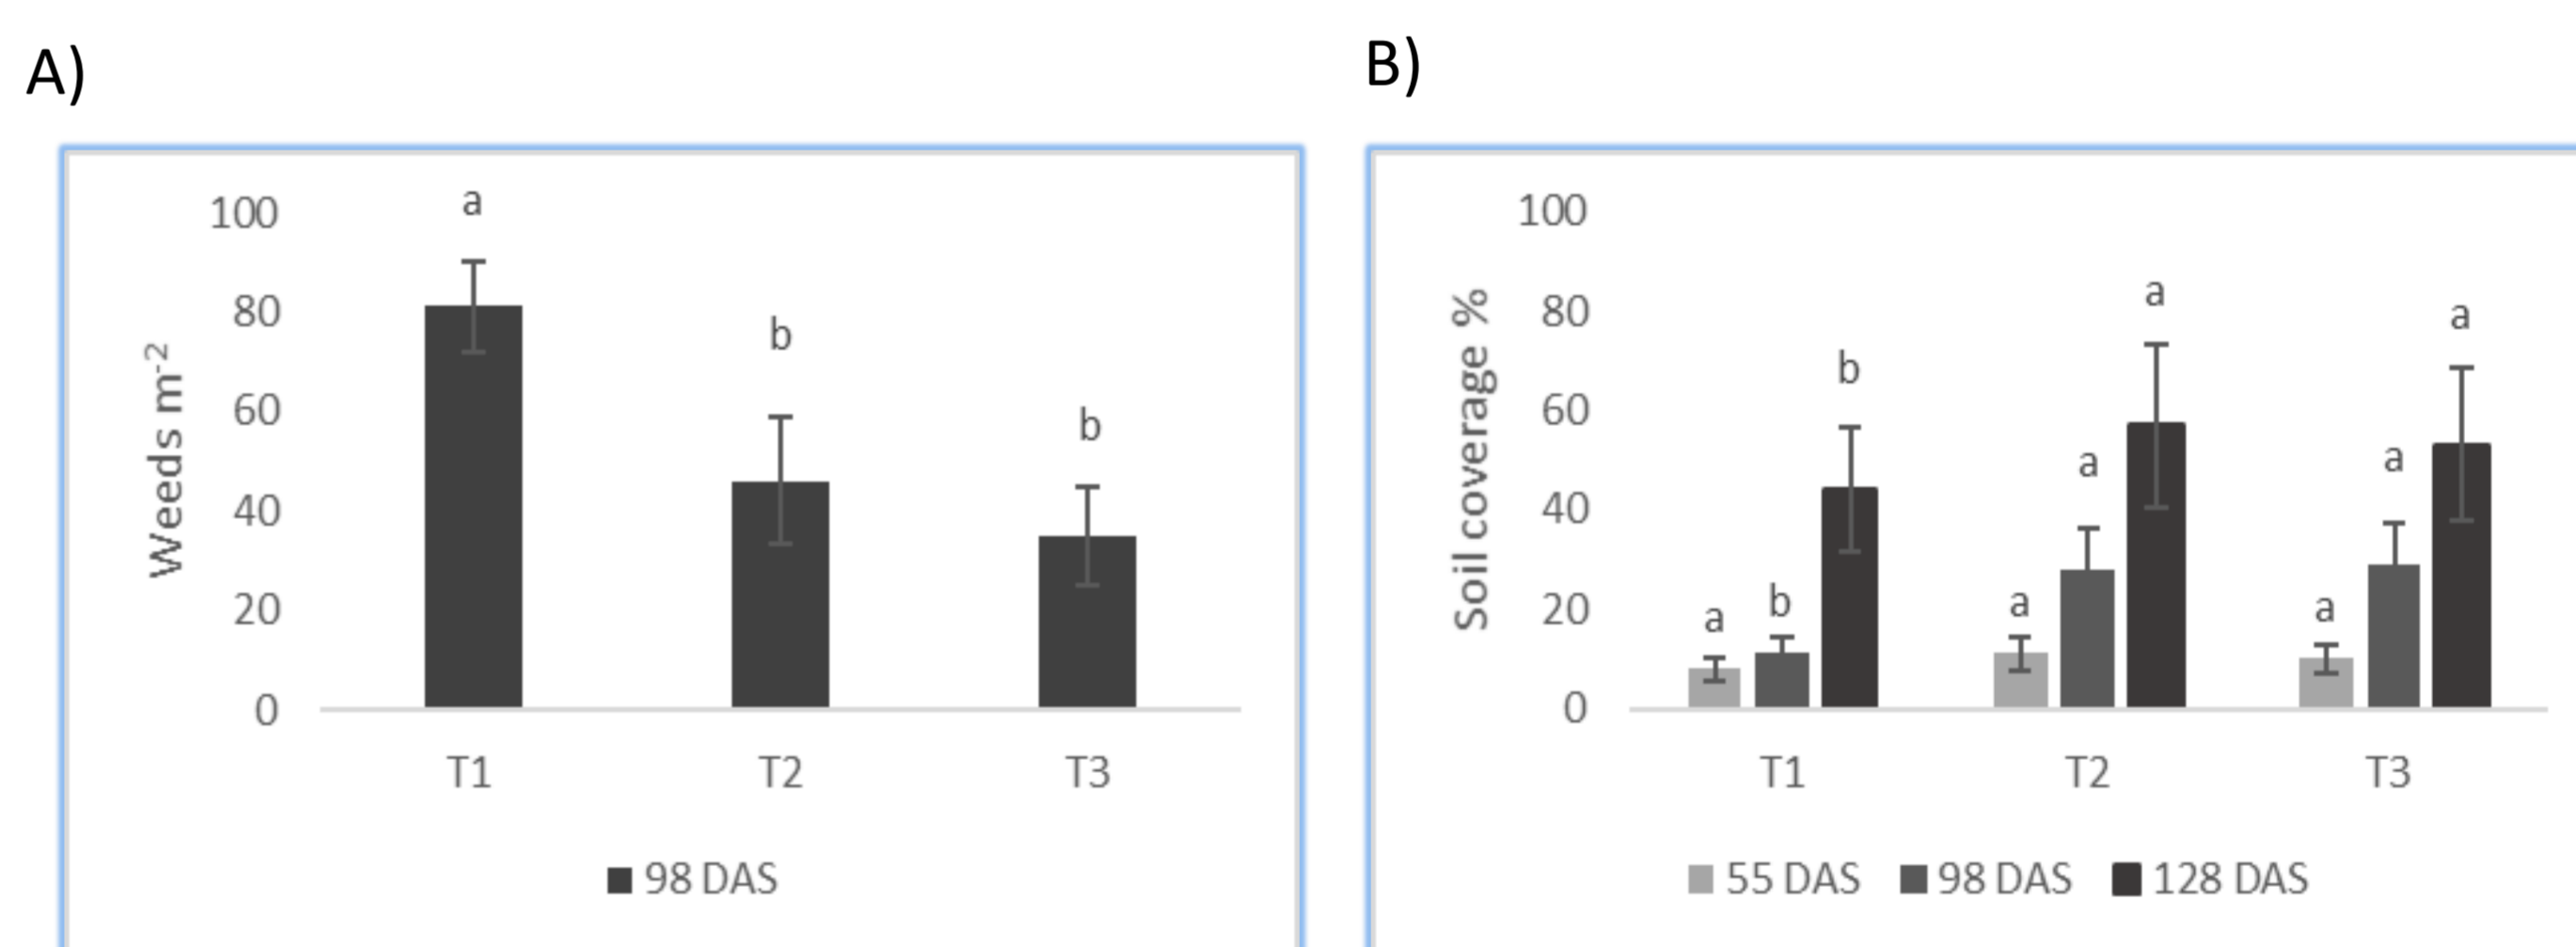 A)
Weeds m-2
100
80
60
40
20
0
a
b
b
T1 T2 T3
98 DAS
B)
Soil coverage %
100
80
60
40
20
0
a b b
a a a
a a a
T1 T2 T3
55 DAS 98 DAS 128 DAS